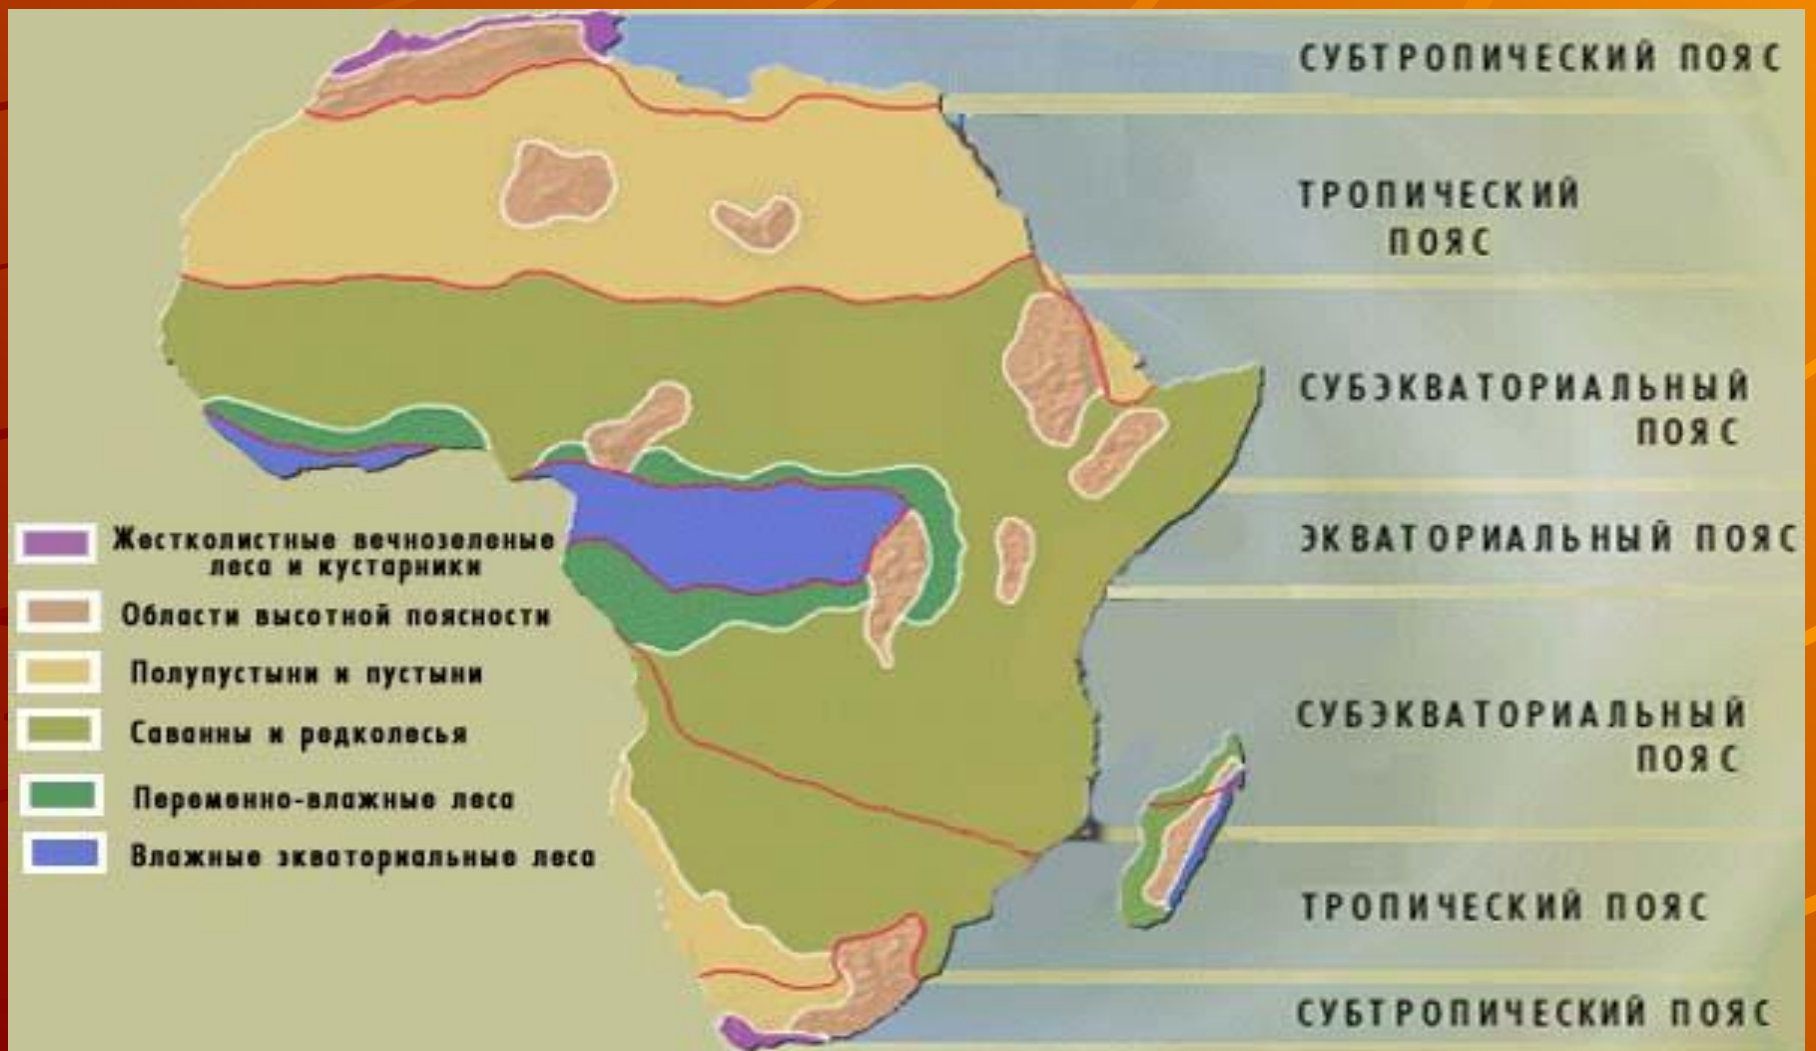 СУБТРОПИЧЕСКИЙ ПОЯС
ТРОПИЧЕСКИЙ
ПОЯС
СУБЭКВАТОРИАЛЬНЫЙ
ПОЯС
ЭКВАТОРИАЛЬНЫЙ ПОЯС
СУБЭКВАТОРИАЛЬНЫЙ
ПОЯС
ТРОПИЧЕСКИЙ ПОЯС
СУБТРОПИЧЕСКИЙ ПОЯС
Жестколистные вечнозеленые
леса и кустарники
Области высотной поясности
Полупустыни и пустыни
Саванны и редколесья
Переменно-влажные леса
Влажные экваториальные леса